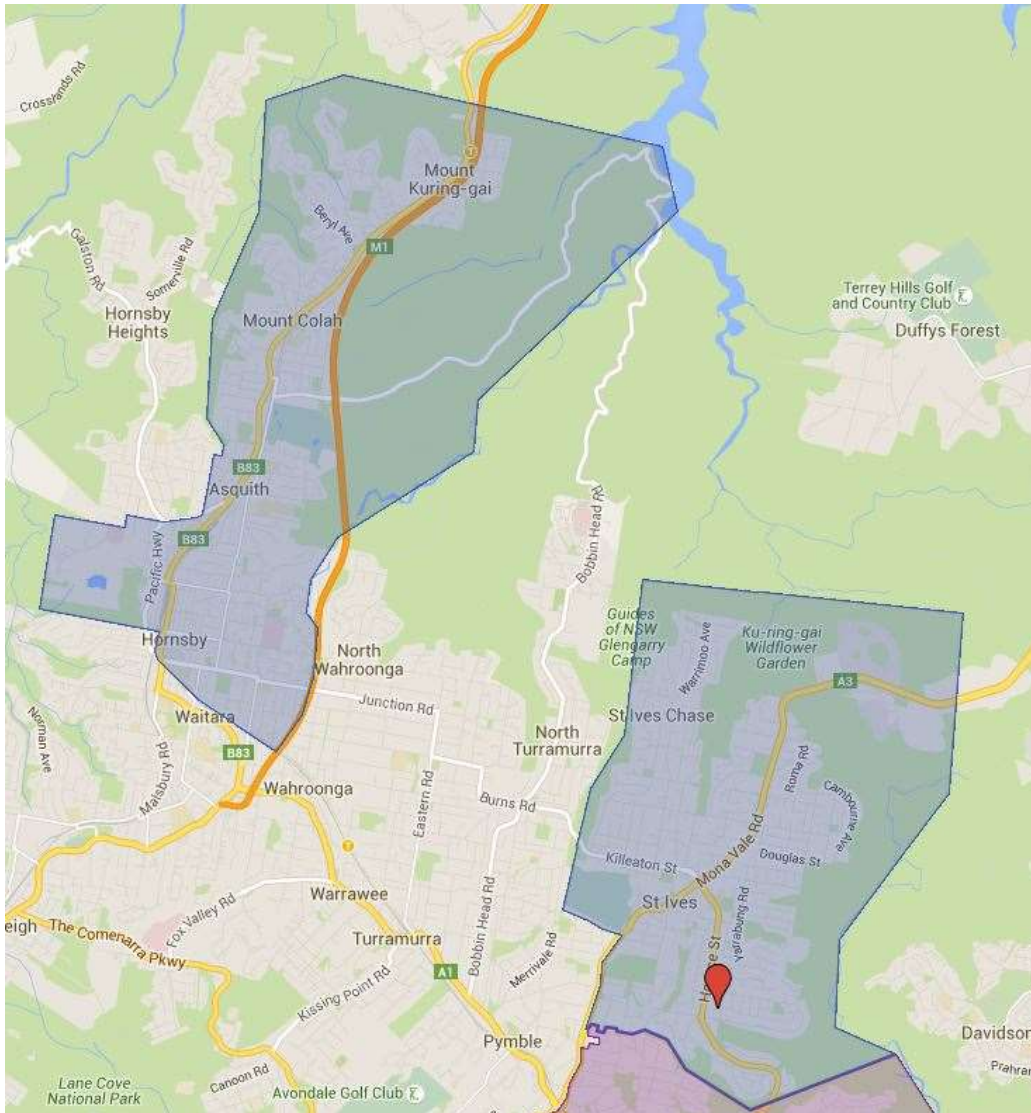 Crosslands Rd
Mount
Kuring-gai
Beryl Ave
M1
Galston Rd
Somerville Rd
Hornsby
Heights
Mount Colah
Terrey Hills Golf
and Country Club
Duffys Forest
B83
Asquith
B83
Pacific Hwy
Bobbin Head Rd
Hornsby
North
Wahroonga
Guides
of NSW
Glengarry
Camp
Warrimoo Ave
Ku-ring-gai
Wildflower
Garden
A3
Junction Rd
Waitara
St Ives Chase
North
Turramurra
Norman Ave
B83
Maisbury Rd
Wahroonga
Eastern Rd
Burns Rd
Roma Rd
Cambourne Ave
Mona Vale Rd
Killeaton St
Douglas St
Warrawee
St Ives
Yarrabung Rd
eigh
Fox Valley Rd
The Comenarra Pkwy
Turramurra
Bobbin Head Rd
Merrivale Rd
A1
Kissing Point Rd
Pymble
Davidson
Prahran
Canoon Rd
Lane Cove
National Park
Avondale Golf Club